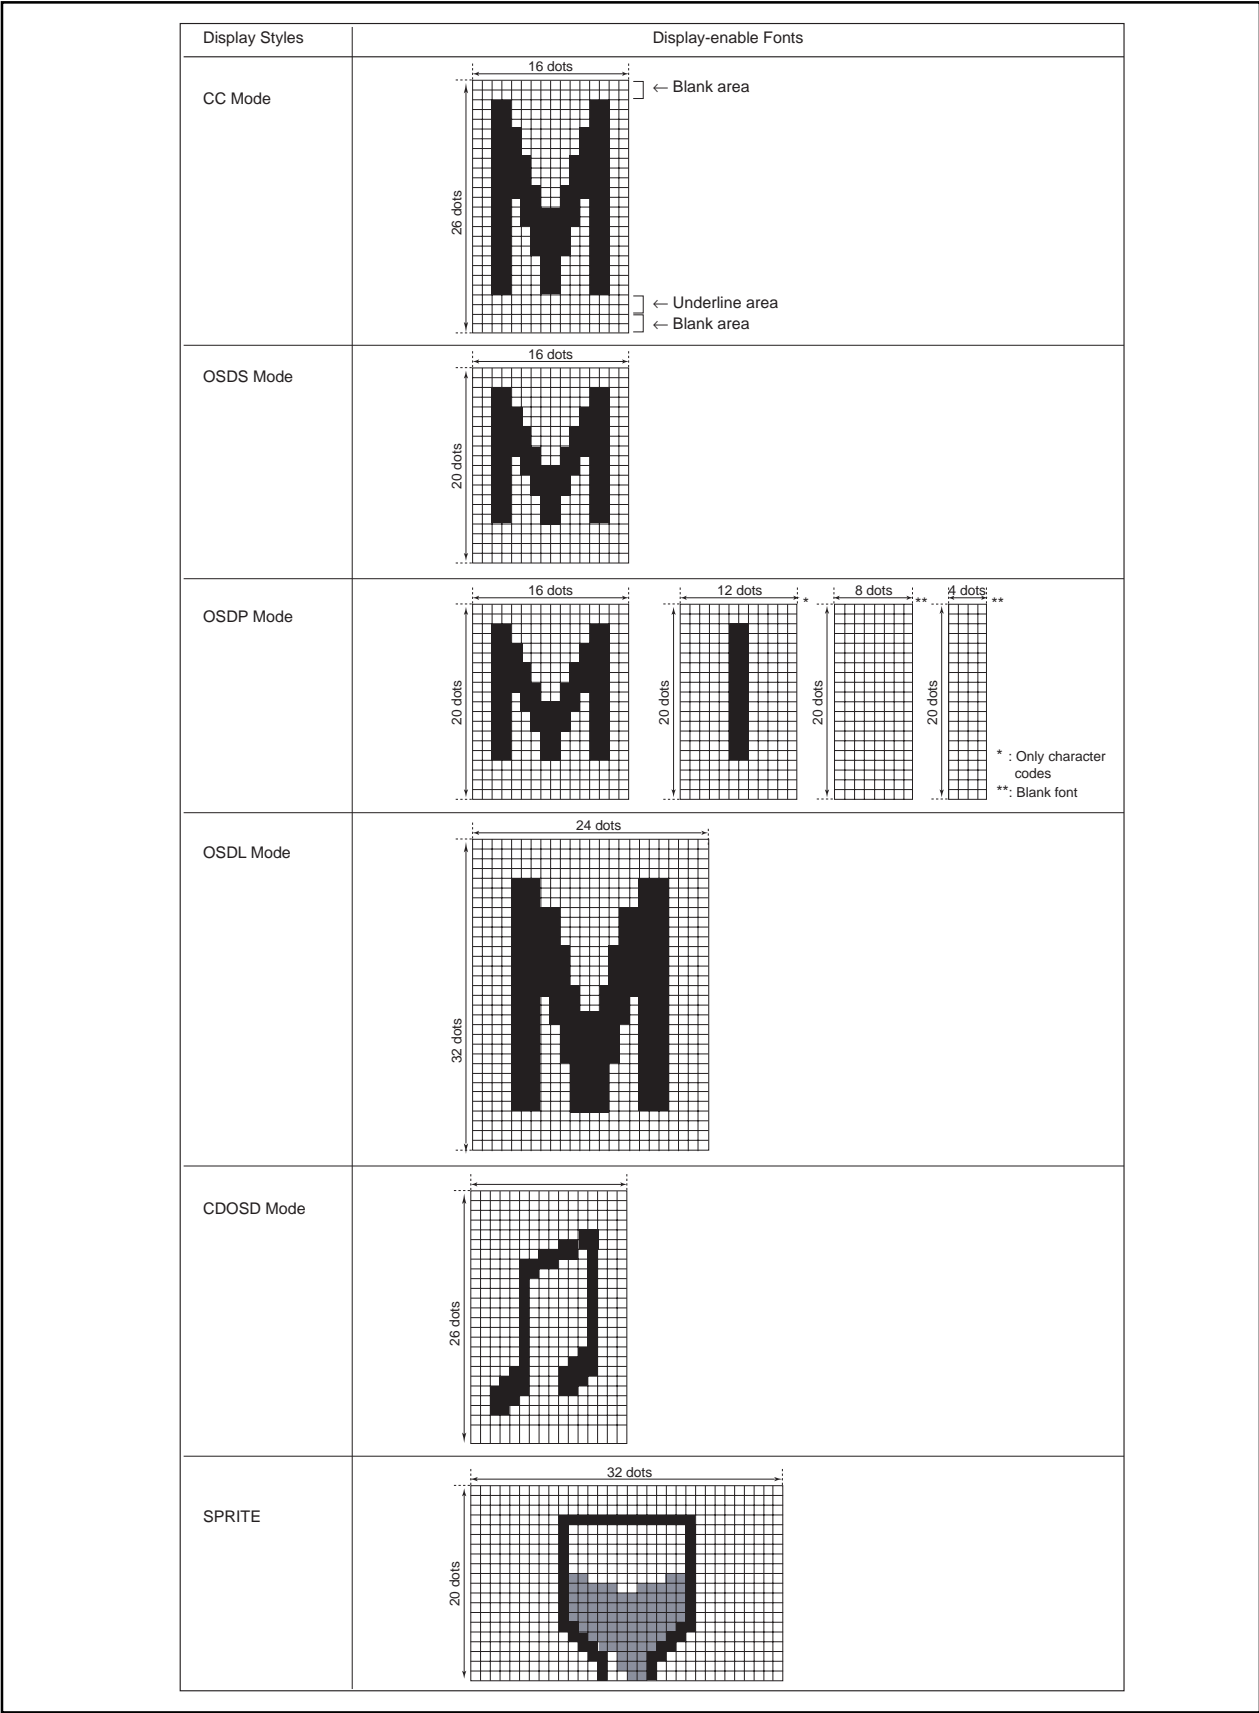 Display Styles Display-enable Fonts
CC Mode
16 dots
← Blank area
26 dots
← Underline area
← Blank area
OSDS Mode
16 dots
20 dots
OSDP Mode
16 dots 12 dots * 8 dots ** 4 dots **
20 dots 20 dots 20 dots 20 dots
* : Only character
codes
**: Blank font
OSDL Mode
24 dots
32 dots
CDOSD Mode
26 dots
SPRITE
32 dots
20 dots